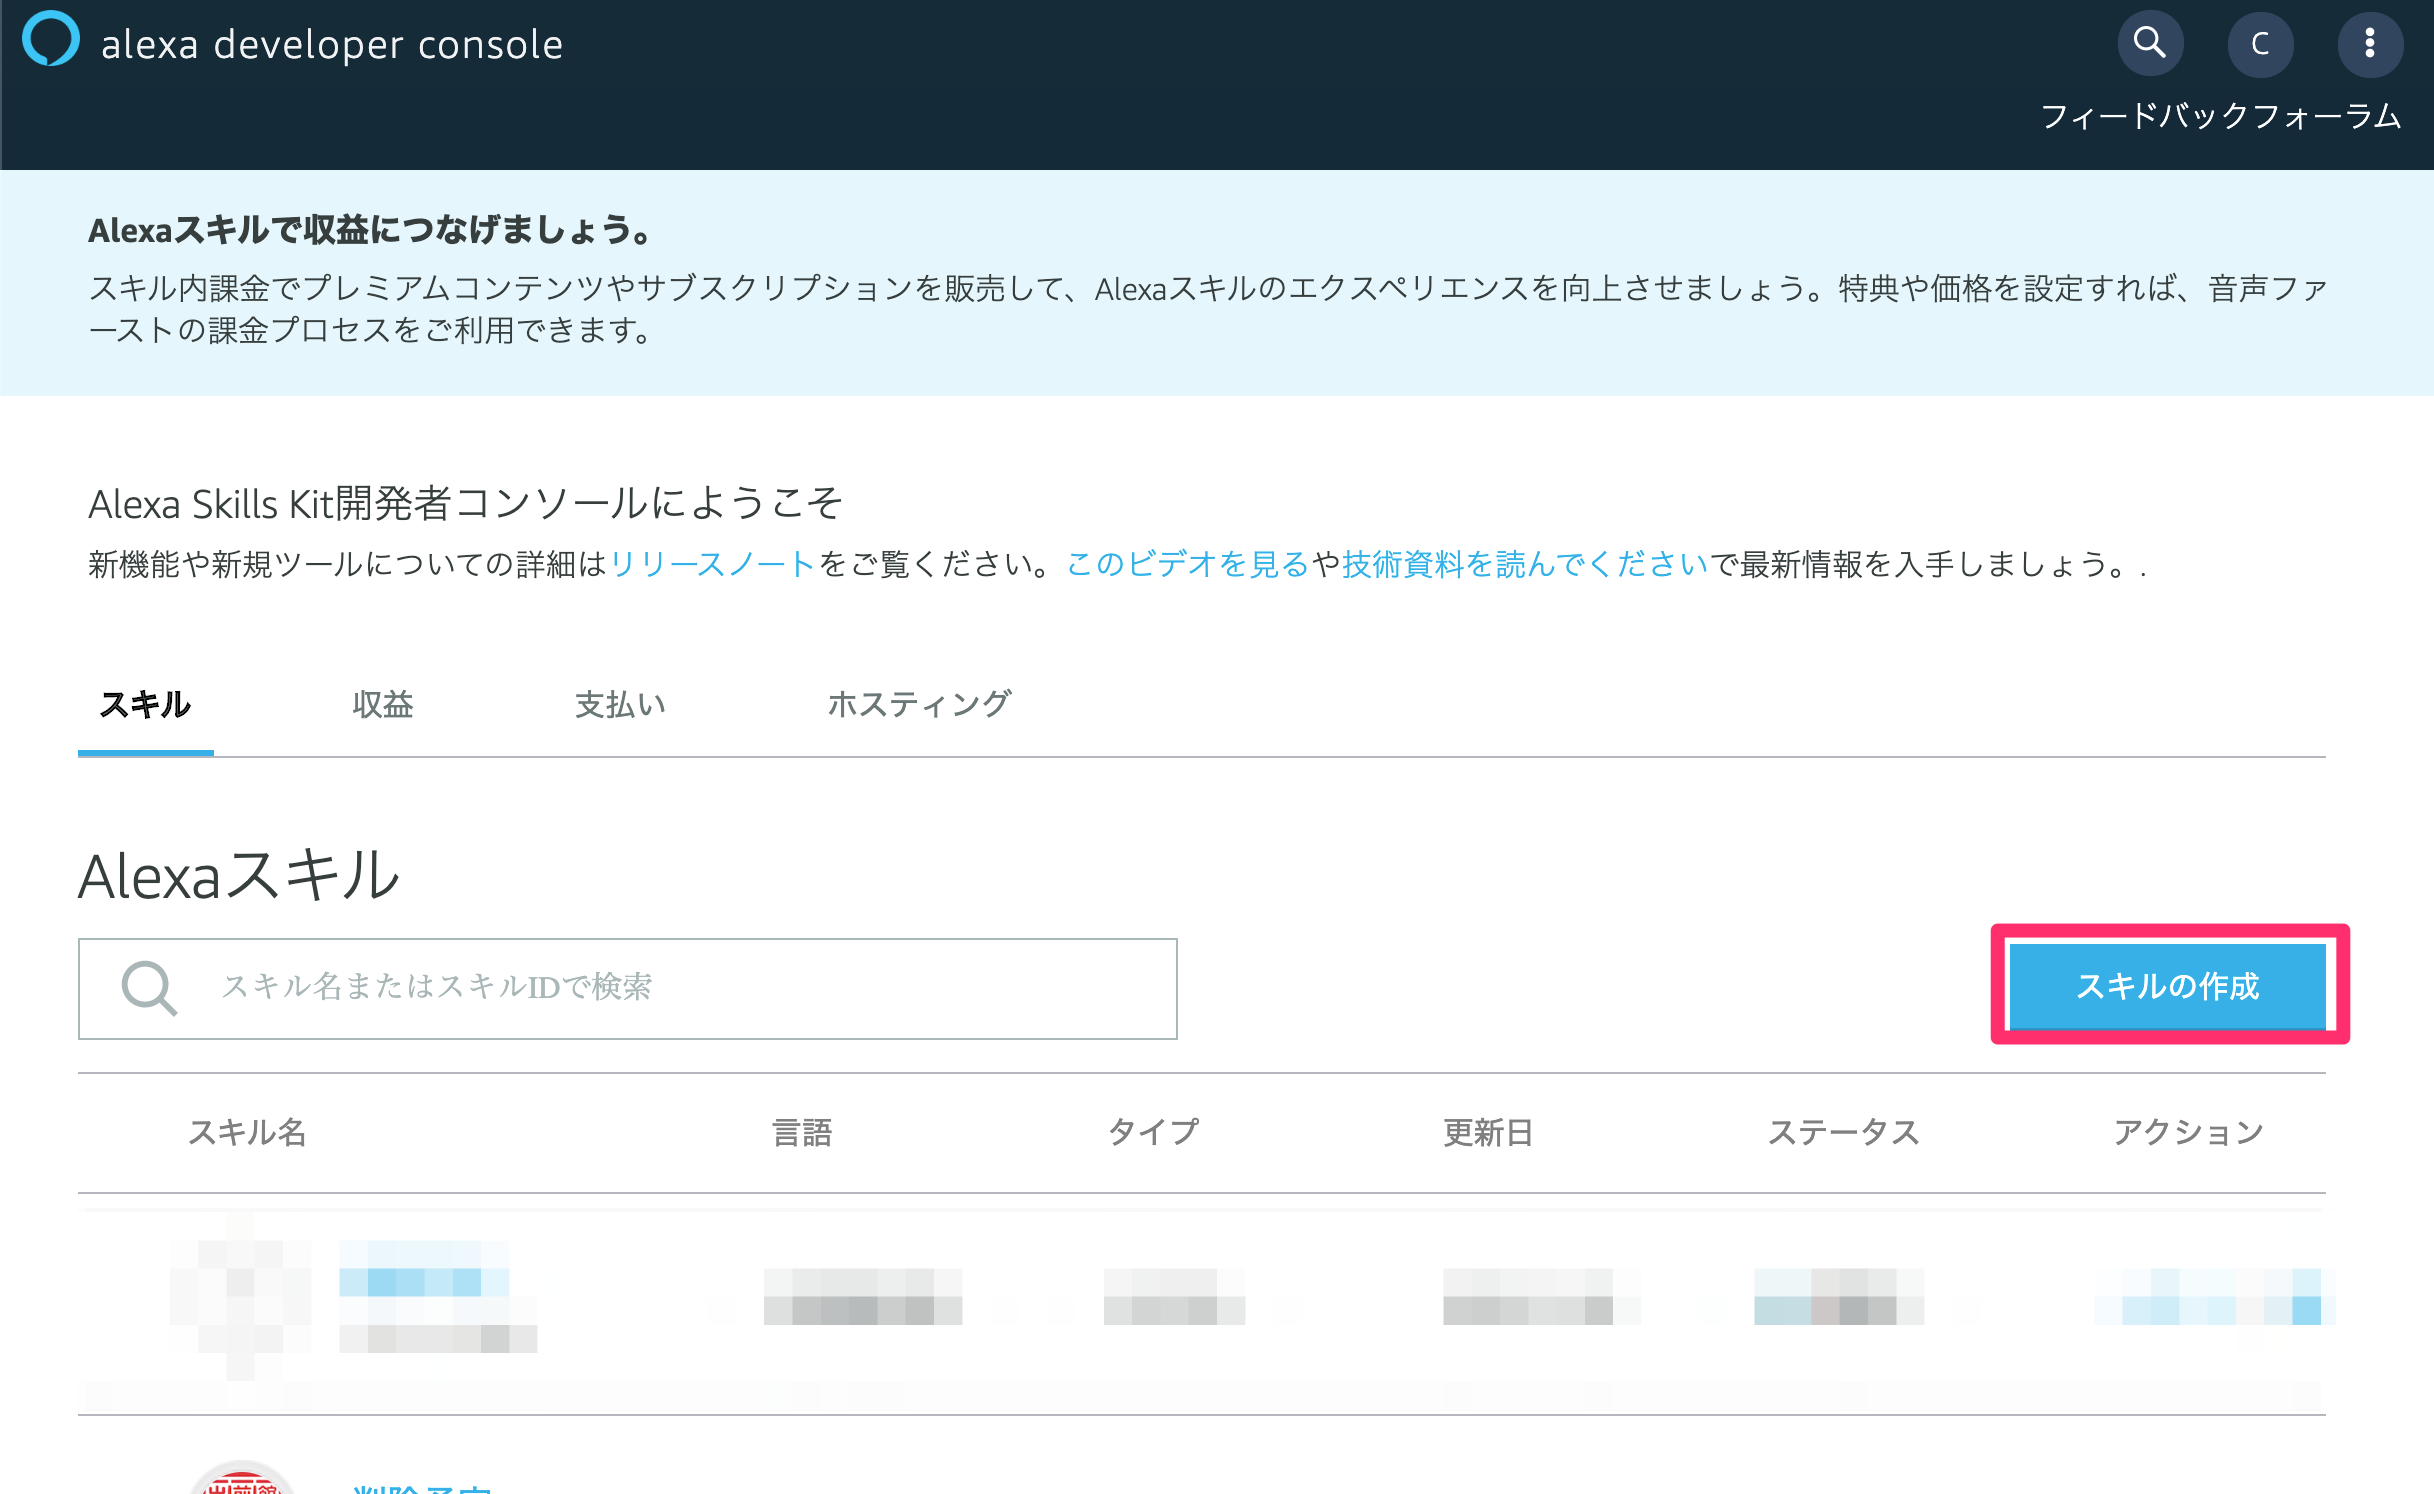 alexa developer console
C
フィードバックフォーラム
Alexaスキルで収益につなげましょう。
スキル内課金でプレミアムコンテンツやサブスクリプションを販売して、Alexaスキルのエクスペリエンスを向上させましょう。特典や価格を設定すれば、音声ファ
ーストの課金プロセスをご利用できます。
Alexa Skills Kit開発者コンソールにようこそ
新機能や新規ツールについての詳細はリリースノートをご覧ください。このビデオを見るや技術資料を読んでくださいで最新情報を入手しましょう。.
スキル 収益 支払い ホスティング
Alexaスキル
スキル名またはスキルIDで検索
スキルの作成
スキル名 言語 タイプ 更新日 ステータス アクション